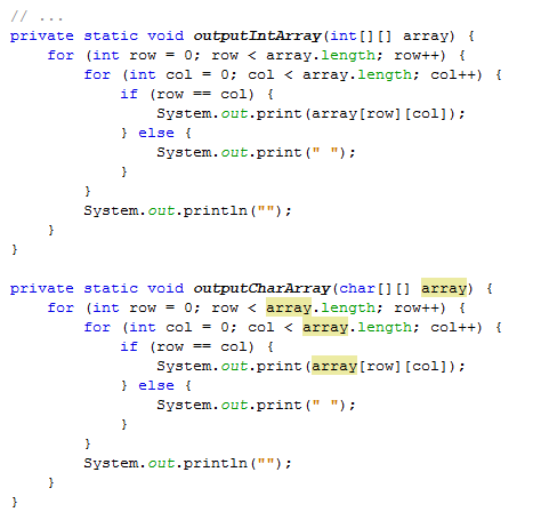 // ...
private static void outputIntArray(int[][] array) {
    for (int row = 0; row < array.length; row++) {
        for (int col = 0; col < array.length; col++) {
            if (row == col) {
                System.out.print(array[row][col]);
            } else {
                System.out.print(" ");
            }
        }
        System.out.println("");
    }
}

private static void outputCharArray(char[][] array) {
    for (int row = 0; row < array.length; row++) {
        for (int col = 0; col < array.length; col++) {
            if (row == col) {
                System.out.print(array[row][col]);
            } else {
                System.out.print(" ");
            }
        }
        System.out.println("");
    }
}